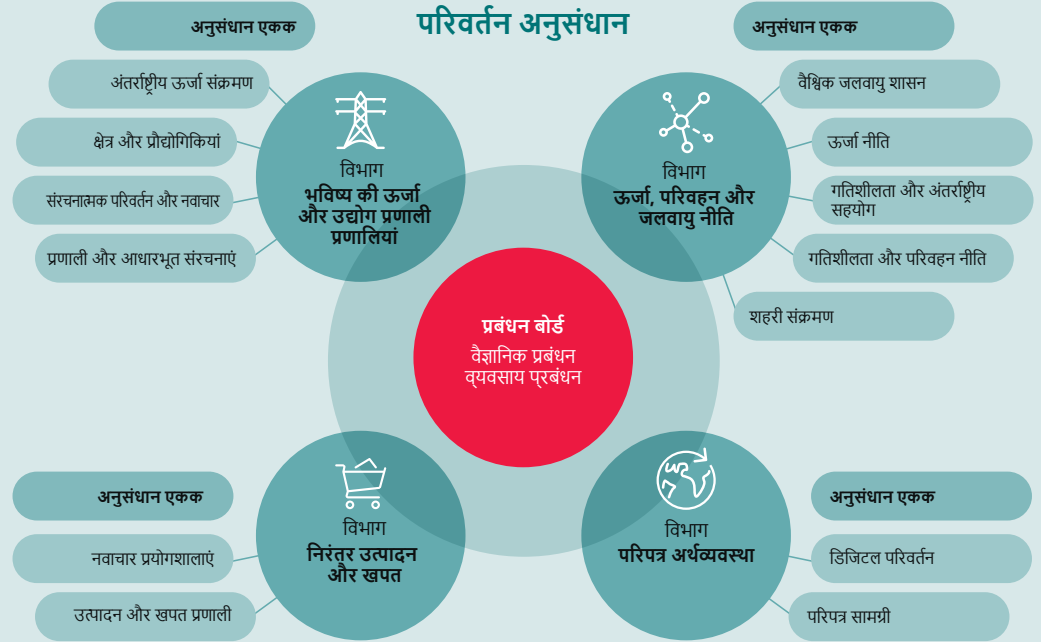 परिवर्तन अनुसंधान
अनुसंधान एकक
अंतर्राष्ट्रीय ऊर्जा संक्रमण
क्षेत्र और प्रौद्योगिकियां
संरचनात्मक परिवर्तन और नवाचार
प्रणाली और आधारभूत संरचनाएं
विभाग
भविष्य की ऊर्जा
और उद्योग प्रणाली
प्रणालियां
अनुसंधान एकक
वैश्विक जलवायु शासन
ऊर्जा नीति
गतिशीलता और अंतर्राष्ट्रीय
सहयोग
गतिशीलता और परिवहन नीति
शहरी संक्रमण
विभाग
ऊर्जा, परिवहन और
जलवायु नीति
प्रबंधन बोर्ड
वैज्ञानिक प्रबंधन
व्यवसाय प्रबंधन
अनुसंधान एकक
नवाचार प्रयोगशालाएं
उत्पादन और खपत प्रणाली
विभाग
निरंतर उत्पादन
और खपत
विभाग
परिपत्र अर्थव्यवस्था
अनुसंधान एकक
डिजिटल परिवर्तन
परिपत्र सामग्री